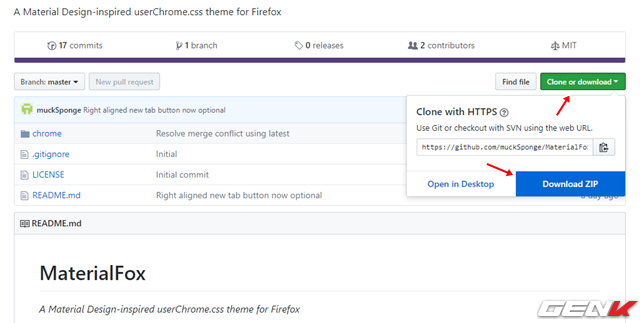 A Material Design-inspired userChrome.css theme for Firefox
17 commits 1 branch 0 releases 2 contributors MIT
Branch: master New pull request Find file Clone or download
muckSponge Right aligned new tab button now optional
chrome Resolve merge conflict using latest
.gitignore Initial
LICENSE Initial commit
README.md Right aligned new tab button now optional
Clone with HTTPS
Use Git or checkout with SVN using the web URL.
https://github.com/muckSponge/MaterialFo
Open in Desktop Download ZIP
README.md
MaterialFox
A Material Design-inspired userChrome.css theme for Firefox
GENK